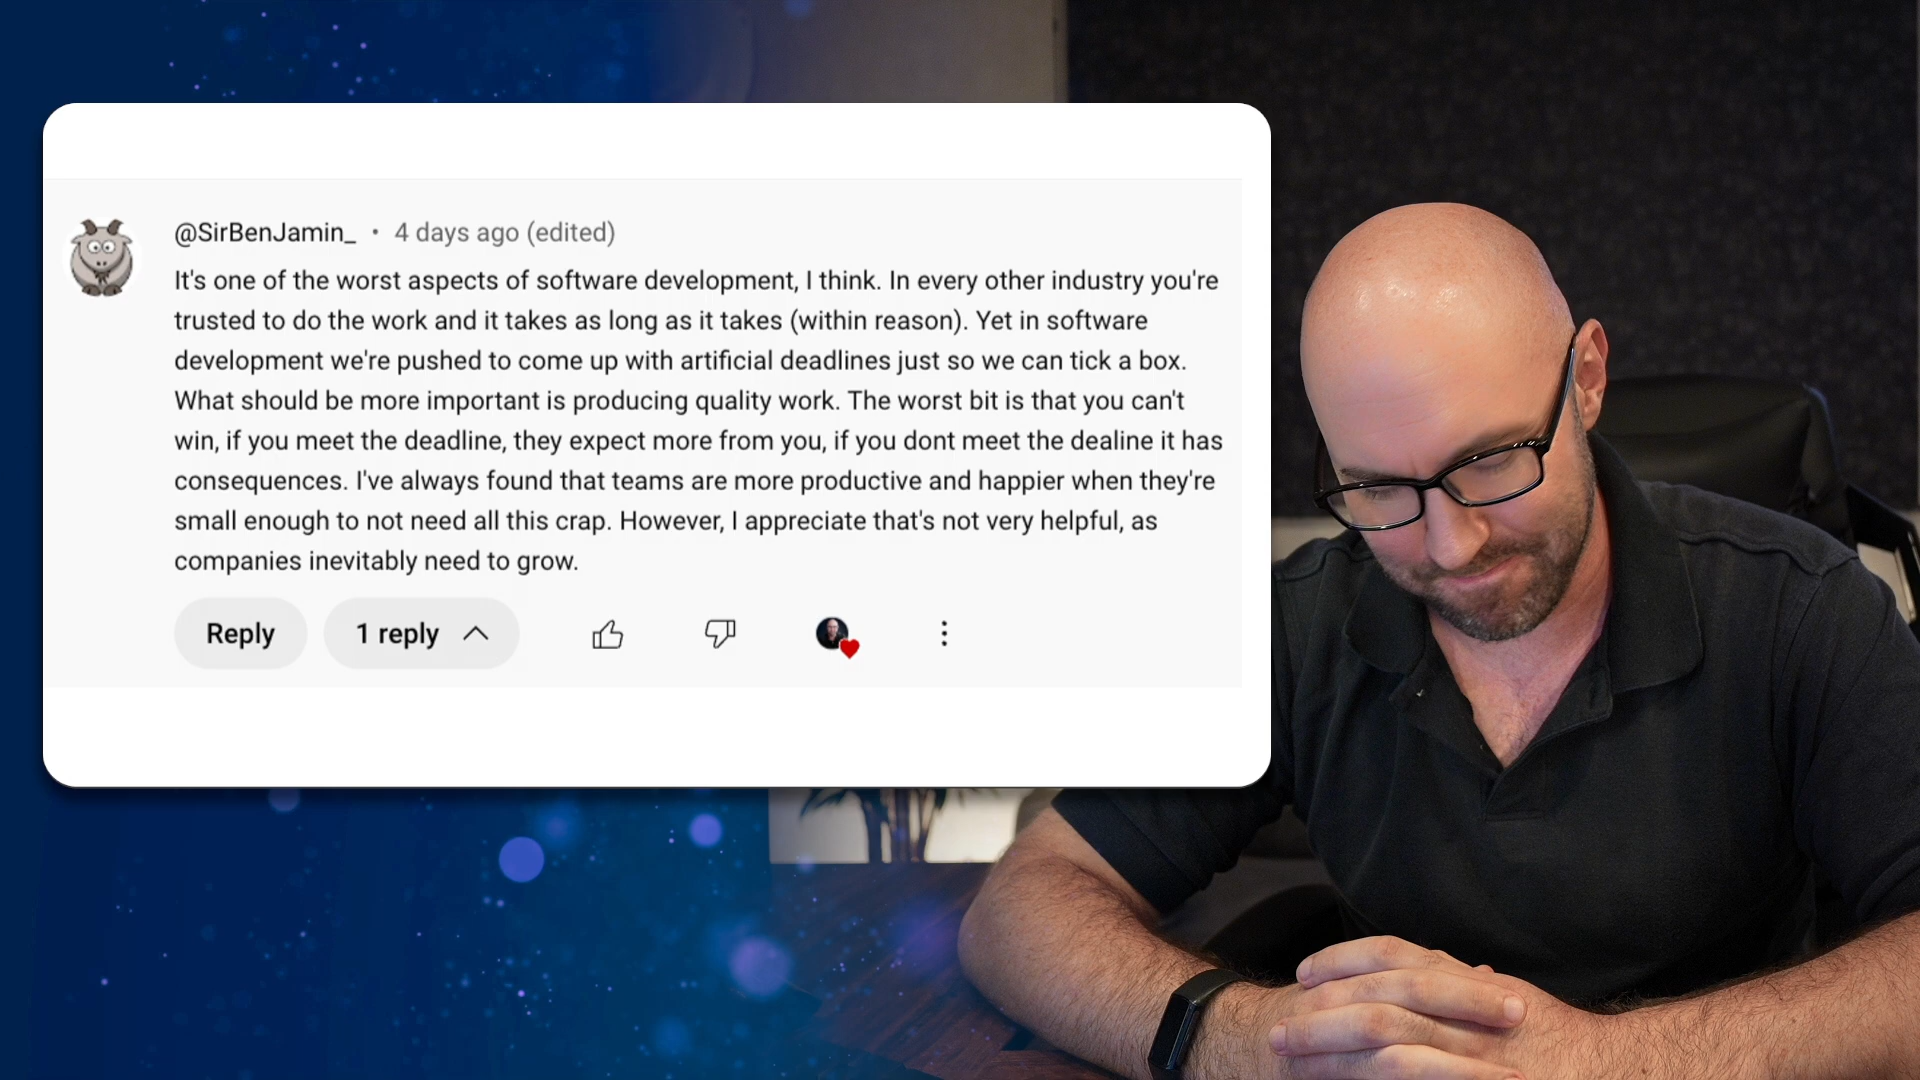 @SirBenJamin_ • 4 days ago (edited)
It's one of the worst aspects of software development, I think. In every other industry you're
trusted to do the work and it takes as long as it takes (within reason). Yet in software
development we're pushed to come up with artificial deadlines just so we can tick a box.
What should be more important is producing quality work. The worst bit is that you can't
win, if you meet the deadline, they expect more from you, if you dont meet the dealine it has
consequences. I've always found that teams are more productive and happier when they're
small enough to not need all this crap. However, I appreciate that's not very helpful, as
companies inevitably need to grow.
Reply 1 reply